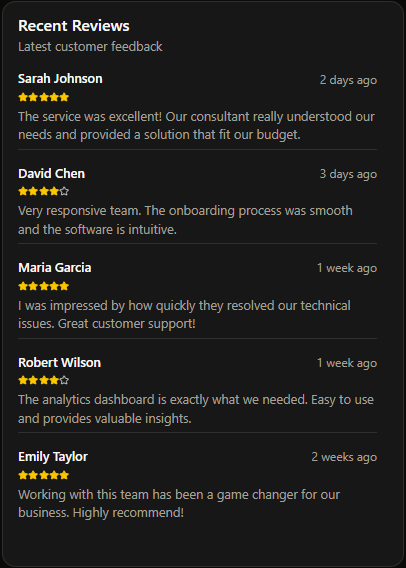 Recent Reviews
Latest customer feedback
Sarah Johnson
2 days ago
The service was excellent! Our consultant really understood our
needs and provided a solution that fit our budget.
David Chen
3 days ago
Very responsive team. The onboarding process was smooth
and the software is intuitive.
Maria Garcia
1 week ago
I was impressed by how quickly they resolved our technical
issues. Great customer support!
Robert Wilson
1 week ago
The analytics dashboard is exactly what we needed. Easy to use
and provides valuable insights.
Emily Taylor
2 weeks ago
Working with this team has been a game changer for our
business. Highly recommend!